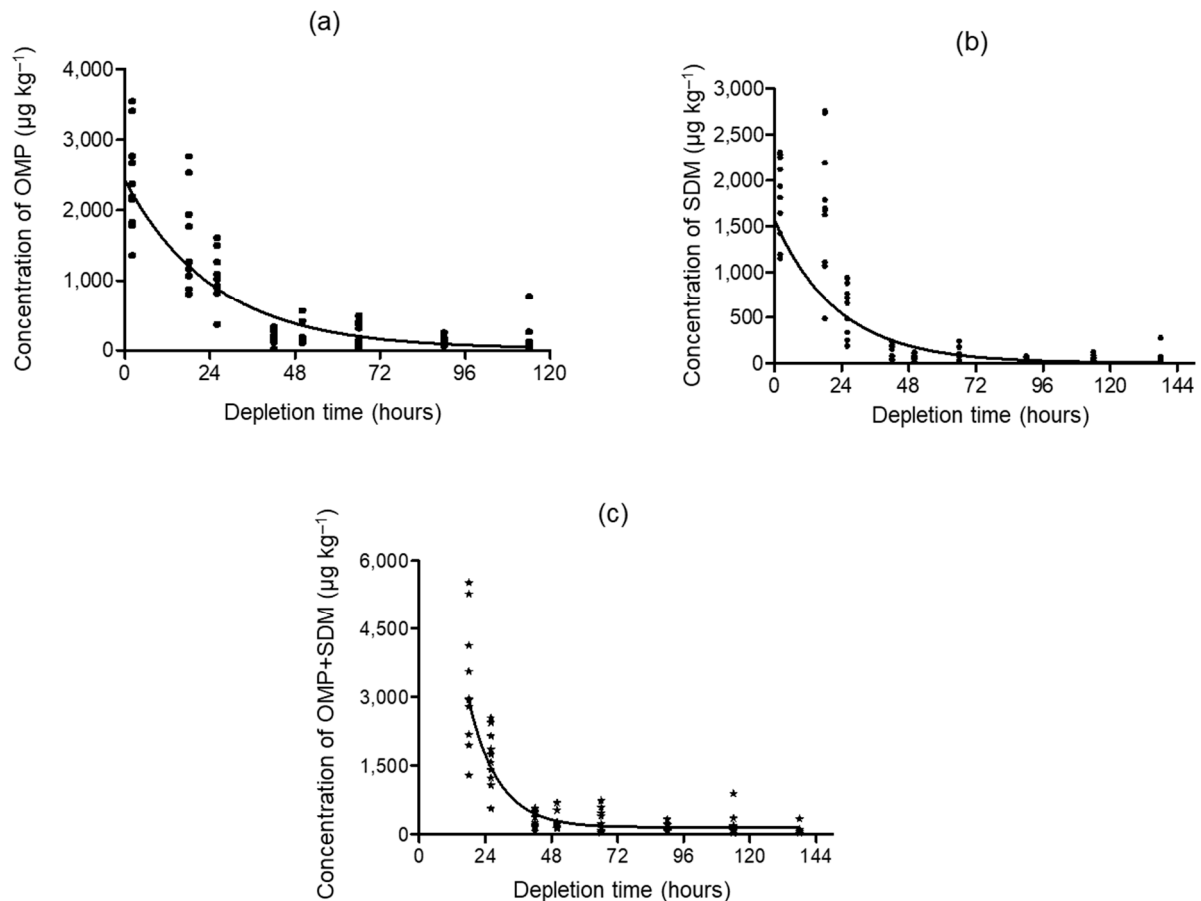 (a)
Concentration of OMP (µg kg⁻¹)
4,000
3,000
2,000
1,000
0
0 24 48 72 96 120
Depletion time (hours)
(b)
Concentration of SDM (µg kg⁻¹)
3,000
2,500
2,000
1,500
1,000
500
0
0 24 48 72 96 120 144
Depletion time (hours)
(c)
Concentration of OMP+SDM (µg kg⁻¹)
6,000
4,500
3,000
1,500
0
0 24 48 72 96 120 144
Depletion time (hours)